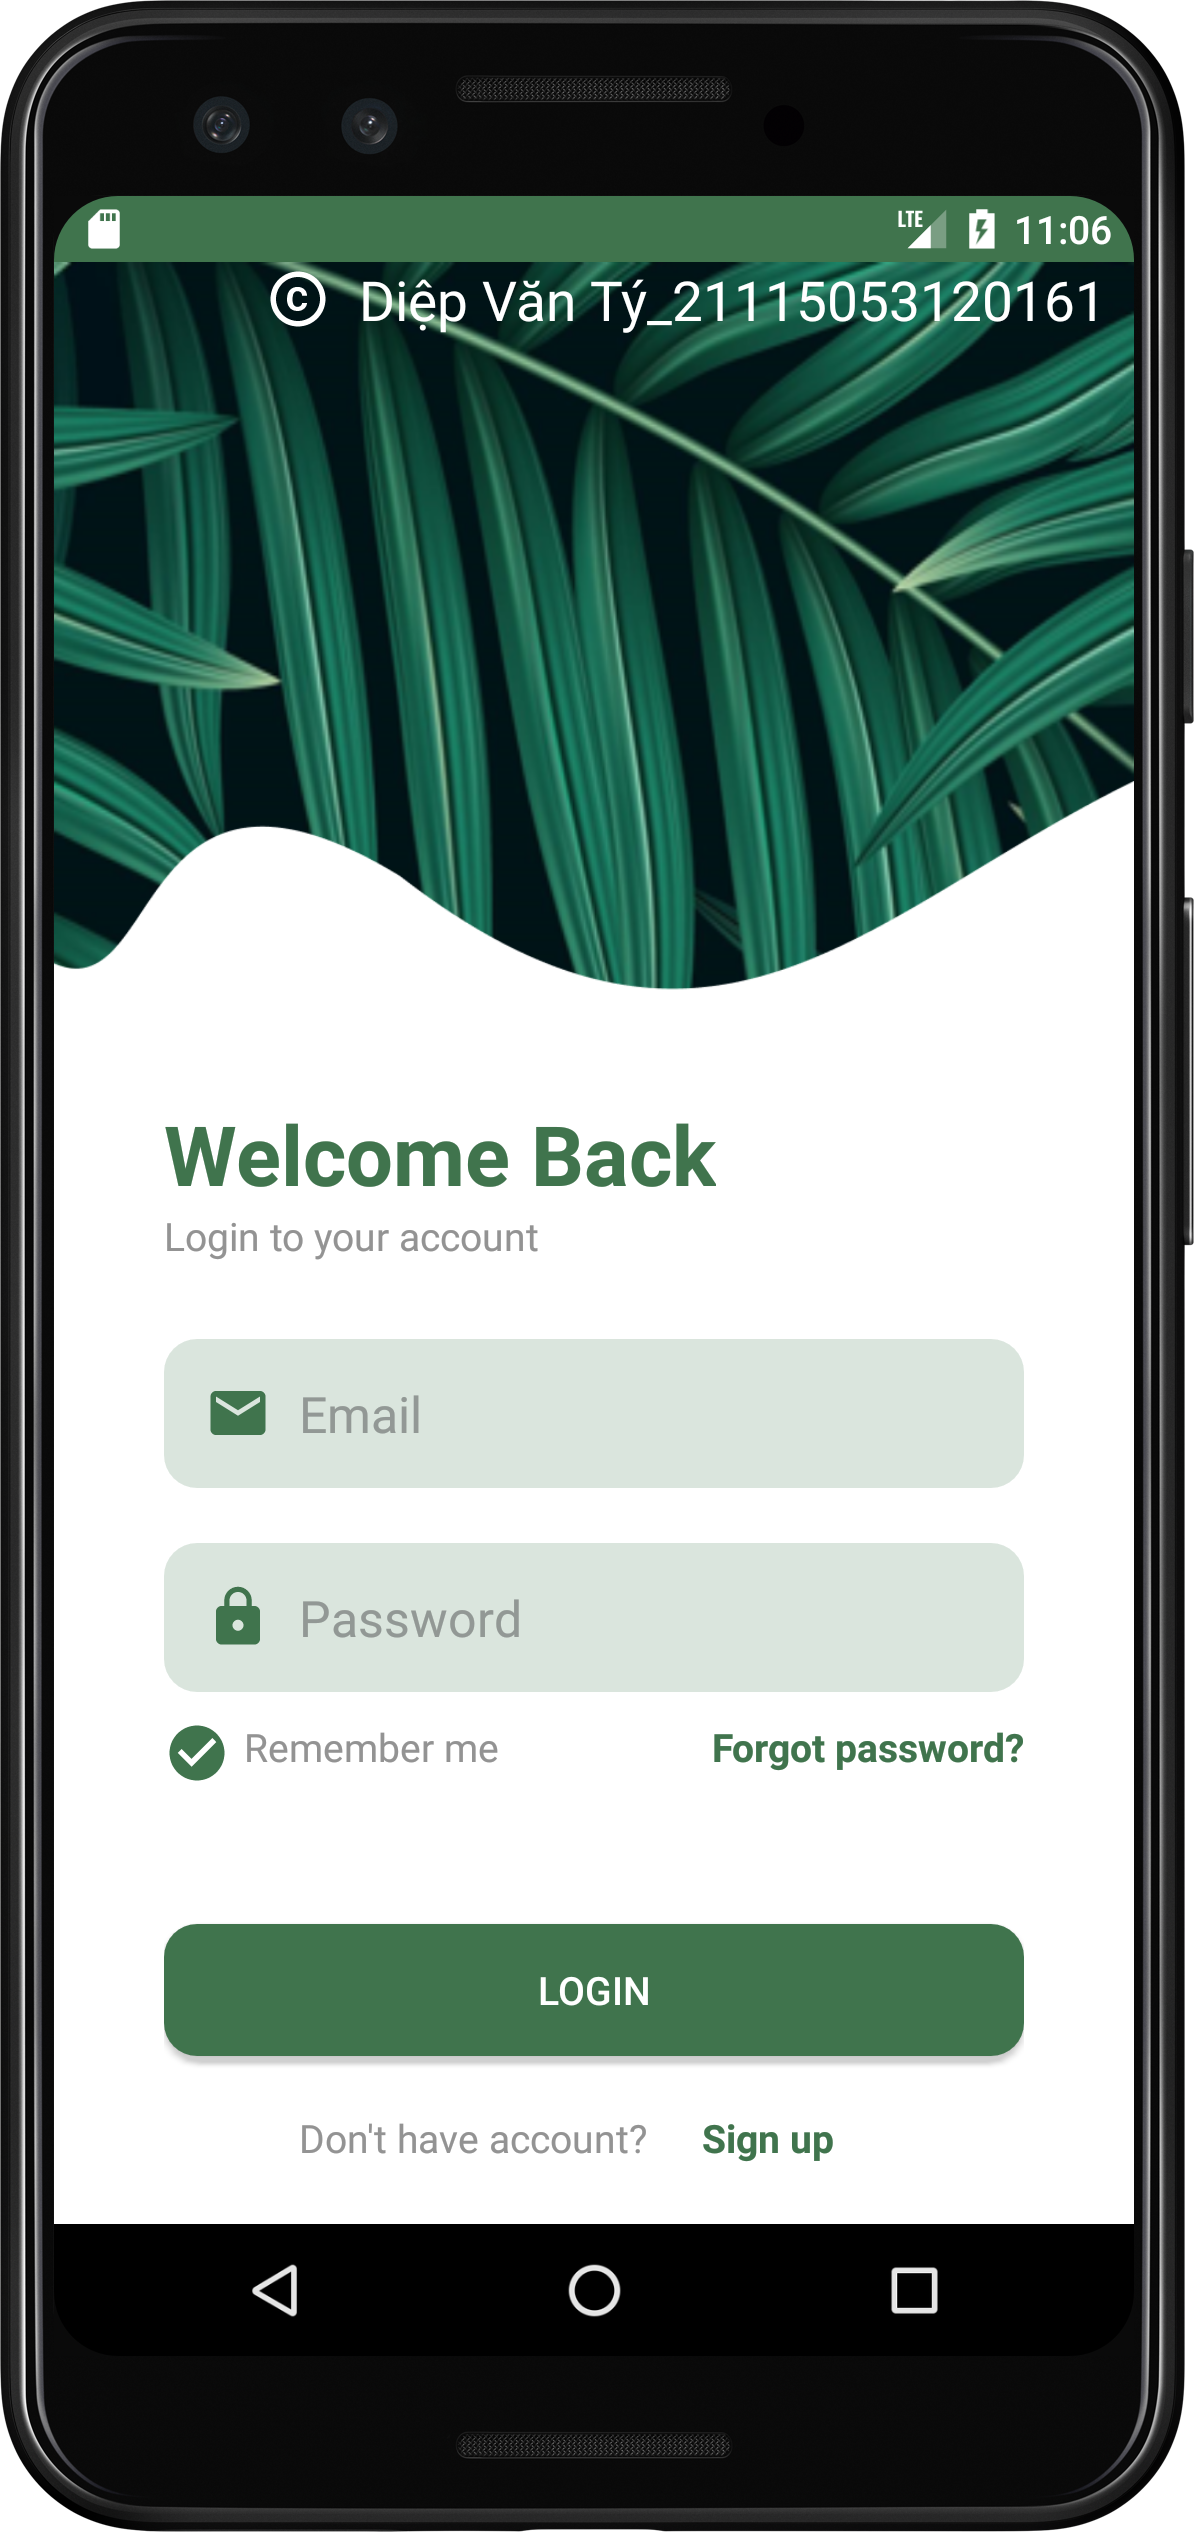 LTE 11:06
© Diệp Văn Tý_21115053120161
Welcome Back
Login to your account
Email
Password
Remember me Forgot password?
LOGIN
Don't have account? Sign up